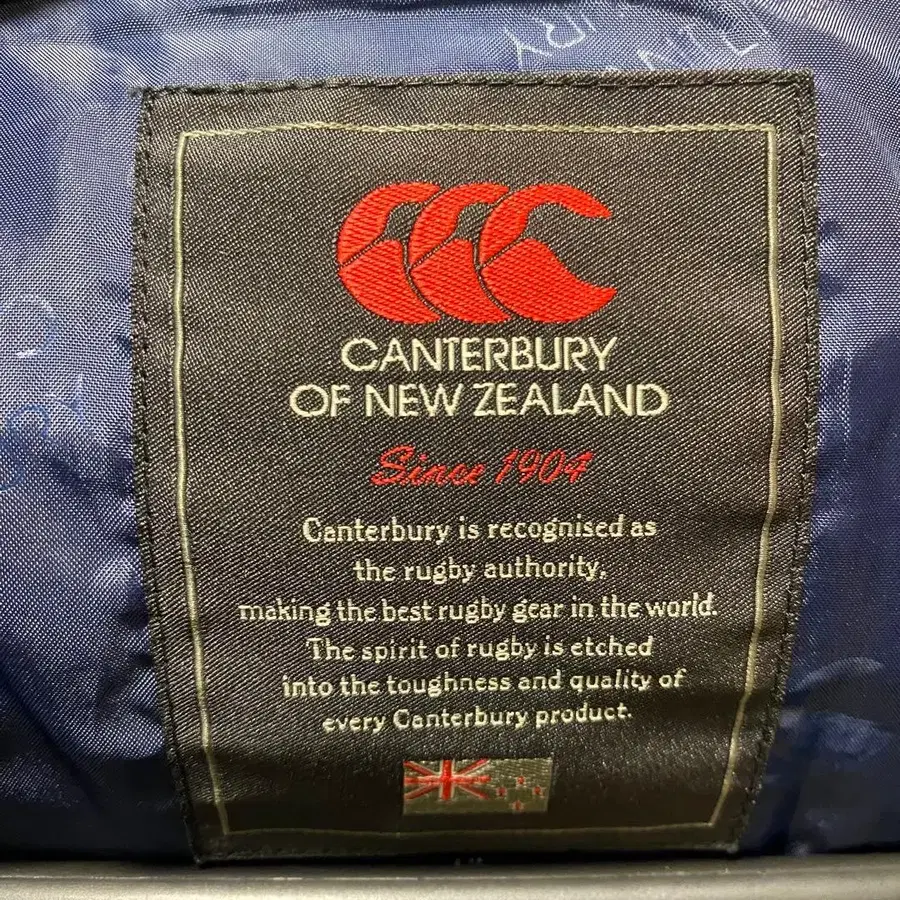 CANTERBURY
OF NEW ZEALAND
Since 1904
Canterbury is recognised as
the rugby authority,
making the best rugby gear in the world.
The spirit of rugby is etched
into the toughness and quality of
every Canterbury product.